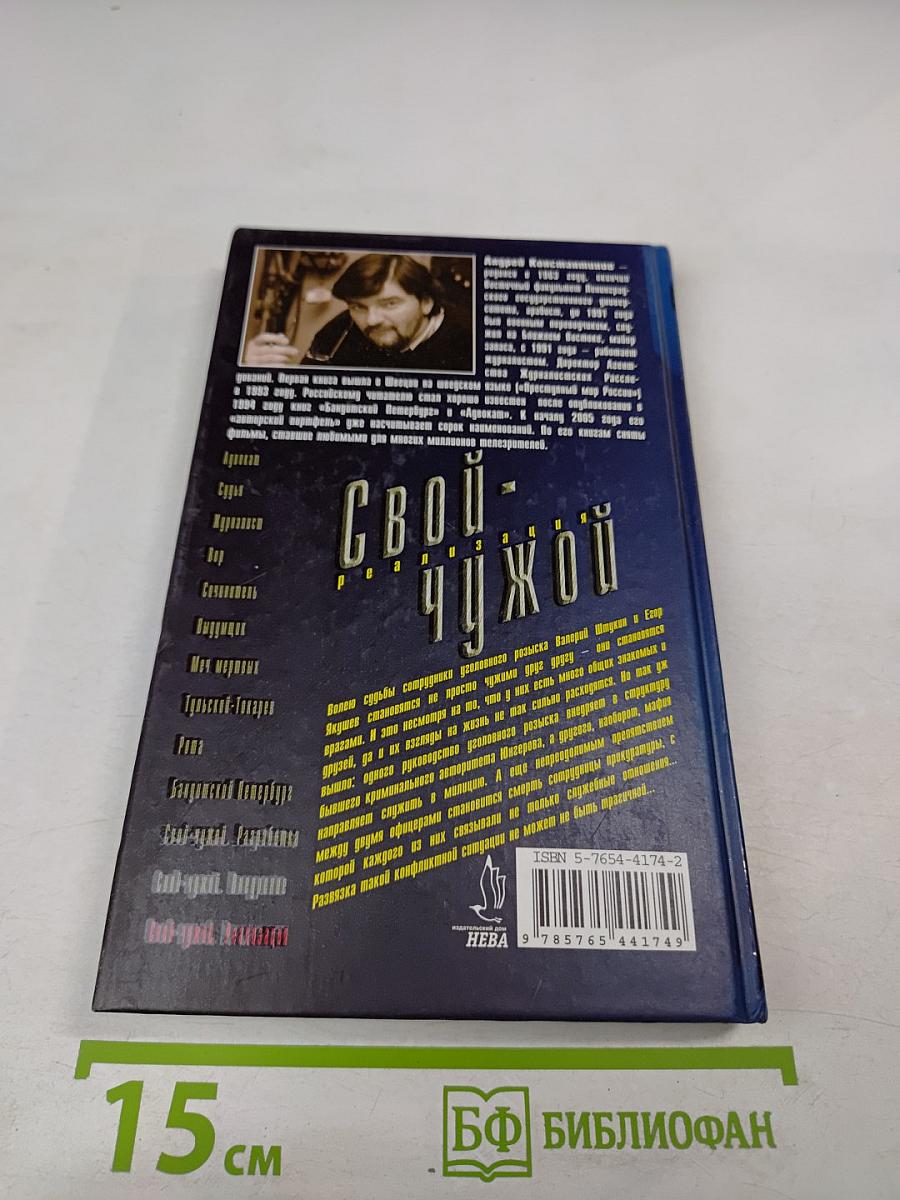 Андрей Константинов –
родился в 1963 году, окончил
Восточный факультет Ленинград-
ского государственного универ-
ситета, арабист, до 1991 года
был военным переводчиком, слу-
жил на Ближнем Востоке, майор
запаса, с 1991 года – работает
журналистом. Директор Агент-
ства Журналистских Рассле-
дований. Первая книга вышла в Швеции на шведском языке («Преступный мир России»)
в 1993 году. Российскому читателю стал хорошо известен после опубликования в
1994 году книг «Бандитский Петербург» и «Адвокат». К началу 2005 года его
«авторский портфель» уже насчитывает сорок наименований. По его книгам сняты
фильмы, ставшие любимыми для многих миллионов телезрителей.
Адвокат
Судья
Журналист
Вор
Сочинитель
Выдумщик
Меч мертвых
Тульский-Токарев
Рота
Бандитский Петербург
Свой-чужой. Разработка
Свой-чужой. Внедрение
Свой-чужой. Реализация
Свой-
реализация
чужой
Волею судьбы сотрудники уголовного розыска Валерий Штукин и Егор
Якушев становятся не просто чужими друг другу – они становятся
врагами. И это несмотря на то, что у них есть много общих знакомых и
друзей, да и их взгляды на жизнь не так сильно расходятся. Но так уж
вышло: одного руководство уголовного розыска внедряет в структуру
бывшего криминального авторитета Юнгерова, а другого, наоборот, мафия
направляет служить в милицию. А еще непреодолимым препятствием
между двумя офицерами становится смерть сотрудницы прокуратуры, с
которой каждого из них связывали не только служебные отношения...
Развязка такой конфликтной ситуации не может не быть трагичной...
издательский дом
НЕВА
ISBN 5-7654-4174-2
9 785765 441749
15 см
БФ БИБЛИОФАН